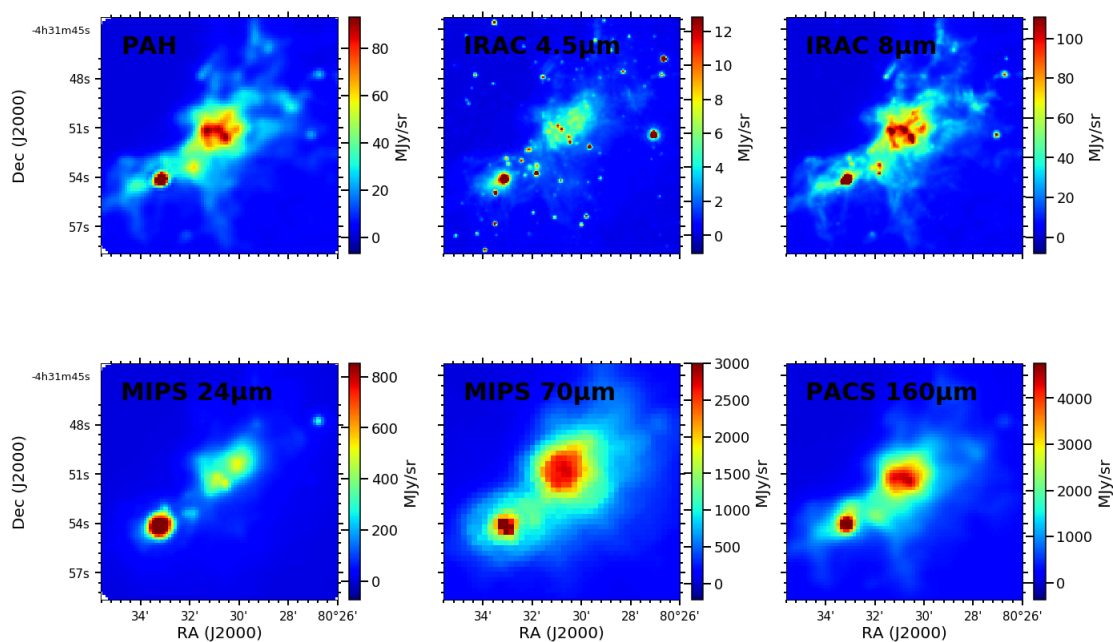 PAH
IRAC 4.5μm
IRAC 8μm
-4h31m45s
48s
51s
54s
57s
Dec (J2000)
80
60
40
20
0
MJy/sr
12
10
8
6
4
2
0
MJy/sr
100
80
60
40
20
0
MJy/sr
MIPS 24μm
MIPS 70μm
PACS 160μm
-4h31m45s
48s
51s
54s
57s
Dec (J2000)
800
600
400
200
0
MJy/sr
3000
2500
2000
1500
1000
500
0
MJy/sr
4000
3000
2000
1000
0
MJy/sr
34' 32' 30' 28' 80°26'
RA (J2000)
34' 32' 30' 28' 80°26'
RA (J2000)
34' 32' 30' 28' 80°26'
RA (J2000)